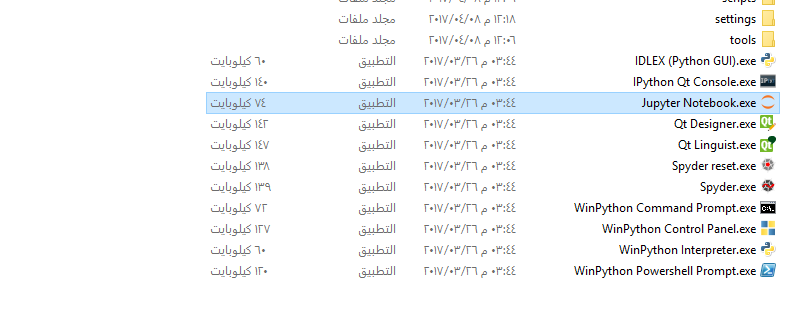 scripts
settings ١٢:١٨ م ٢٠١٧/٠٤/٠٨ مجلد ملفات
tools ١٢:٠٦ م ٢٠١٧/٠٤/٠٨ مجلد ملفات
IDLEX (Python GUI).exe ٠٣:٤٤ م ٢٠١٧/٠٣/٢٦ التطبيق ٦٠ كيلوبايت
IPython Qt Console.exe ٠٣:٤٤ م ٢٠١٧/٠٣/٢٦ التطبيق ١٤٠ كيلوبايت
Jupyter Notebook.exe ٠٣:٤٤ م ٢٠١٧/٠٣/٢٦ التطبيق ٧٤ كيلوبايت
Qt Designer.exe ٠٣:٤٤ م ٢٠١٧/٠٣/٢٦ التطبيق ١٤٢ كيلوبايت
Qt Linguist.exe ٠٣:٤٤ م ٢٠١٧/٠٣/٢٦ التطبيق ١٤٧ كيلوبايت
Spyder reset.exe ٠٣:٤٤ م ٢٠١٧/٠٣/٢٦ التطبيق ١٣٨ كيلوبايت
Spyder.exe ٠٣:٤٤ م ٢٠١٧/٠٣/٢٦ التطبيق ١٣٩ كيلوبايت
WinPython Command Prompt.exe ٠٣:٤٤ م ٢٠١٧/٠٣/٢٦ التطبيق ٧٢ كيلوبايت
WinPython Control Panel.exe ٠٣:٤٤ م ٢٠١٧/٠٣/٢٦ التطبيق ١٢٧ كيلوبايت
WinPython Interpreter.exe ٠٣:٤٤ م ٢٠١٧/٠٣/٢٦ التطبيق ٦٠ كيلوبايت
WinPython Powershell Prompt.exe ٠٣:٤٤ م ٢٠١٧/٠٣/٢٦ التطبيق ١٢٠ كيلوبايت